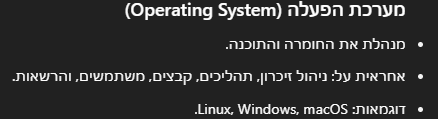 מערכת הפעלה (Operating System)
• מנהלת את החומרה והתוכנה.
• אחראית על: ניהול זיכרון, תהליכים, קבצים, משתמשים, והרשאות.
• דוגמאות: Linux, Windows, macOS.